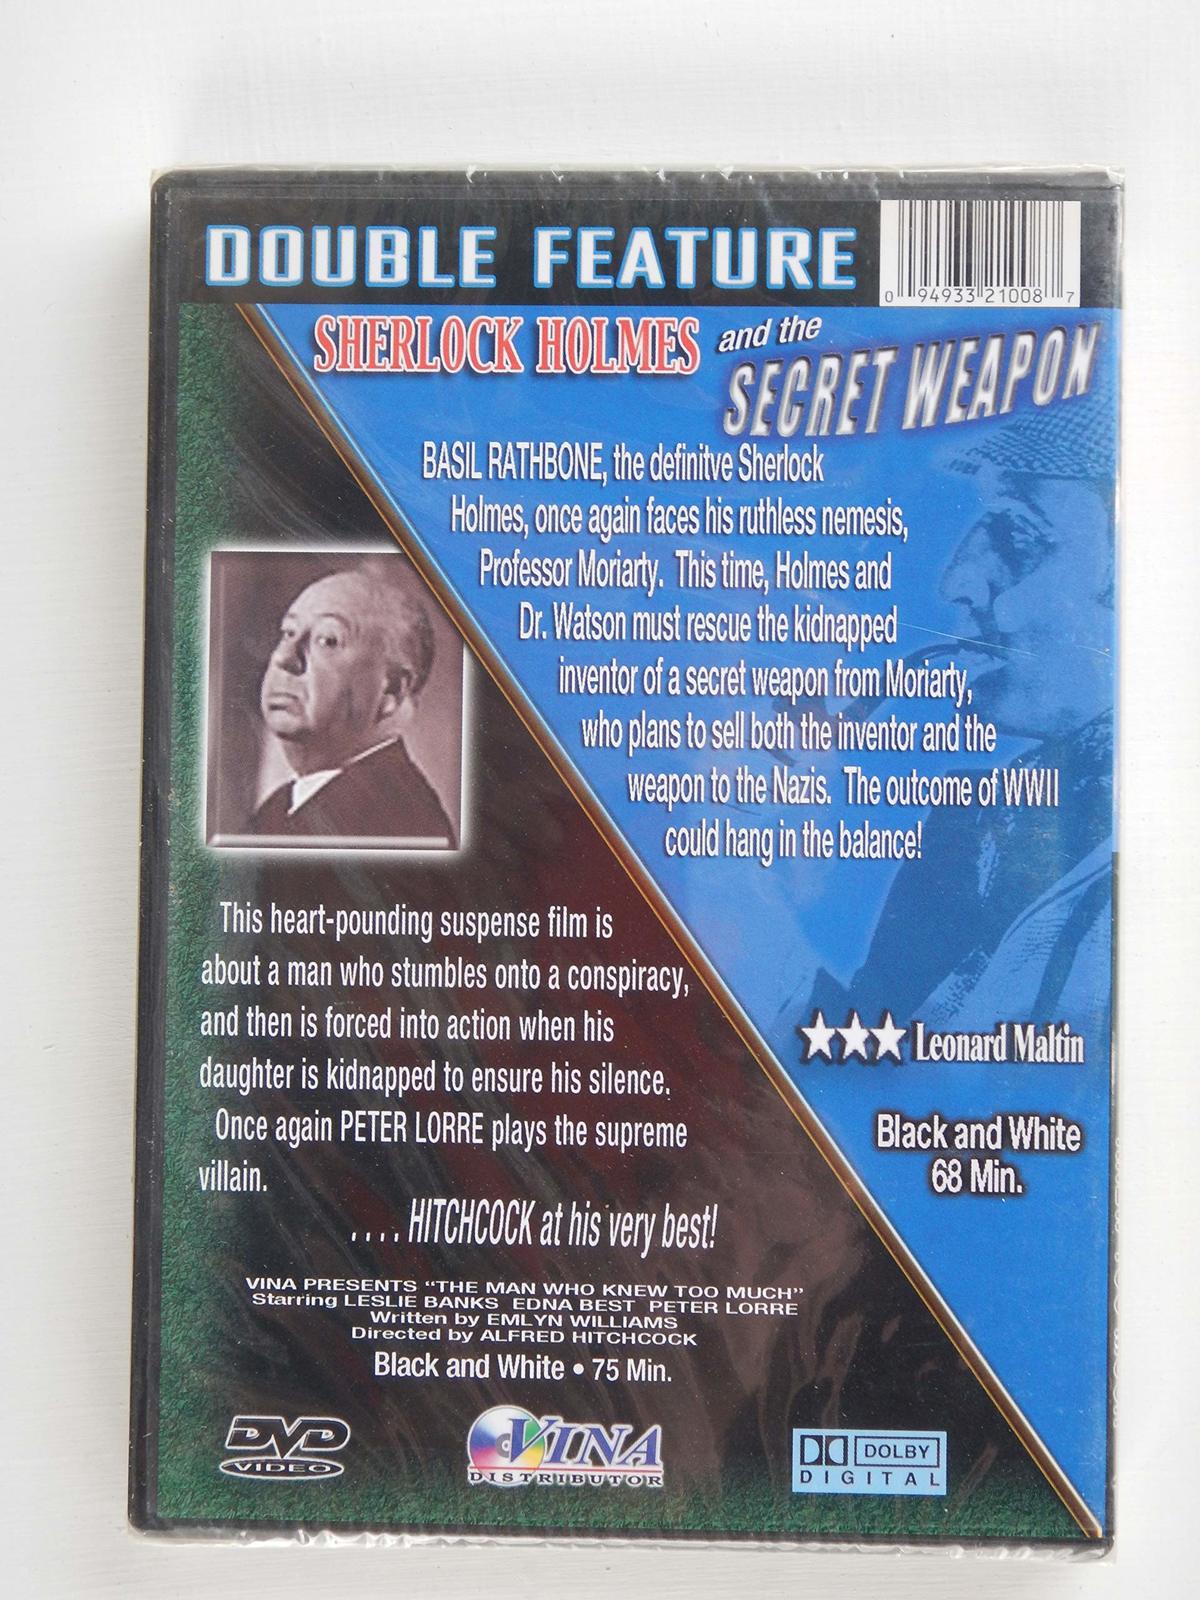 DOUBLE FEATURE
0 94933 21008 7
SHERLOCK HOLMES and the
SECRET WEAPON
BASIL RATHBONE, the definitve Sherlock
Holmes, once again faces his ruthless nemesis,
Professor Moriarty. This time, Holmes and
Dr. Watson must rescue the kidnapped
inventor of a secret weapon from Moriarty,
who plans to sell both the inventor and the
weapon to the Nazis. The outcome of WWII
could hang in the balance!
★★★ Leonard Maltin
Black and White
68 Min.
This heart-pounding suspense film is
about a man who stumbles onto a conspiracy,
and then is forced into action when his
daughter is kidnapped to ensure his silence.
Once again PETER LORRE plays the supreme
villain.
. . . . HITCHCOCK at his very best!
VINA PRESENTS “THE MAN WHO KNEW TOO MUCH”
Starring LESLIE BANKS EDNA BEST PETER LORRE
Written by EMLYN WILLIAMS
Directed by ALFRED HITCHCOCK
Black and White • 75 Min.
DVD
VIDEO
VINA
DISTRIBUTOR
DOLBY
DIGITAL